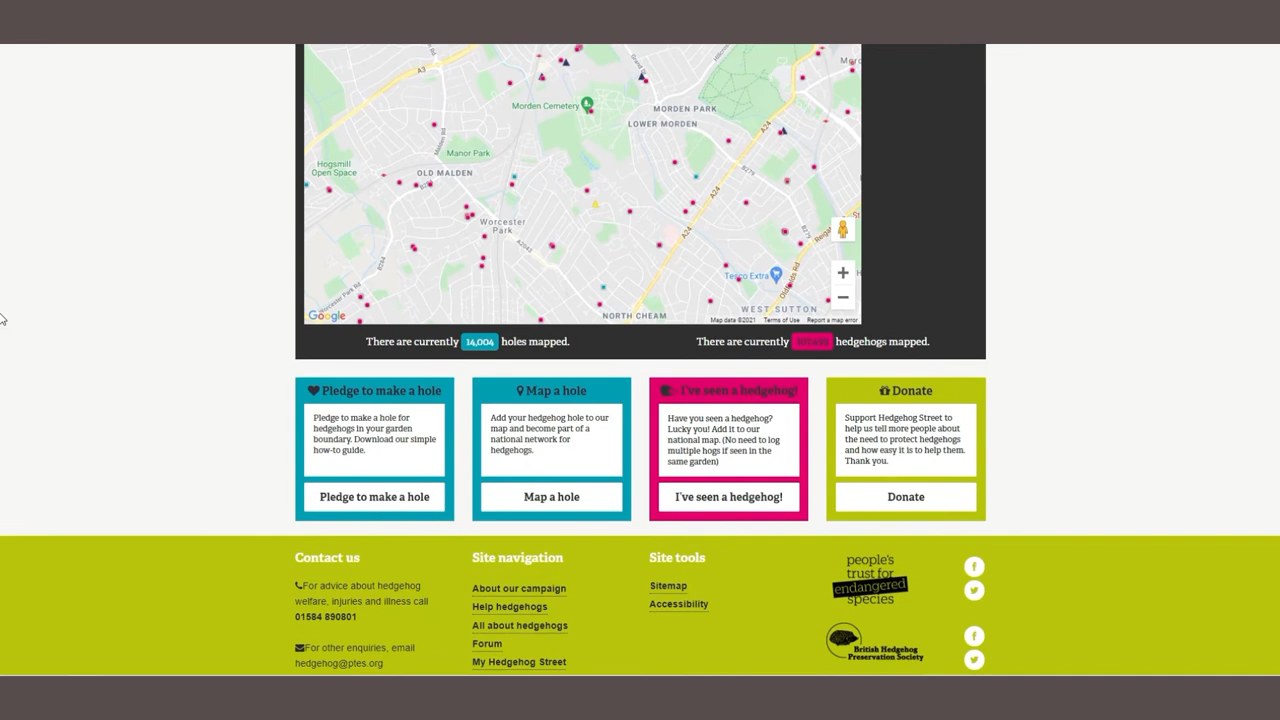 A3
Morden Cemetery
MORDEN PARK
LOWER MORDEN
A24
Malden Rd
Manor Park
Hogsmill
Open Space
OLD MALDEN
B279
A24
Worcester
Park
A24
B279
A2043
B284
Tesco Extra
Oldfields Rd
WEST SUTTON
NORTH CHEAM
Google
Map data ©2021 Terms of Use Report a map error
There are currently 14,004 holes mapped.
There are currently hedgehogs mapped.
Pledge to make a hole
Pledge to make a hole for
hedgehogs in your garden
boundary. Download our simple
how-to guide.
Pledge to make a hole
Map a hole
Add your hedgehog hole to our
map and become part of a
national network for
hedgehogs.
Map a hole
I've seen a hedgehog!
Have you seen a hedgehog?
Lucky you! Add it to our
national map. (No need to log
multiple hogs if seen in the
same garden)
I've seen a hedgehog!
Donate
Support Hedgehog Street to
help us tell more people about
the need to protect hedgehogs
and how easy it is to help them.
Thank you.
Donate
Contact us
For advice about hedgehog
welfare, injuries and illness call
01584 890801
For other enquiries, email
hedgehog@ptes.org
Site navigation
About our campaign
Help hedgehogs
All about hedgehogs
Forum
My Hedgehog Street
Site tools
Sitemap
Accessibility
people's
trust for
endangered
species
British Hedgehog
Preservation Society